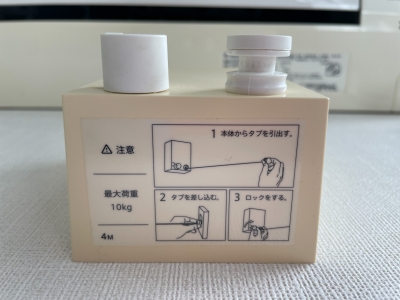 ⚠ 注意
最大荷重
10kg
4M
1 本体からタブを引出す。
2 タブを差し込む。
3 ロックをする。